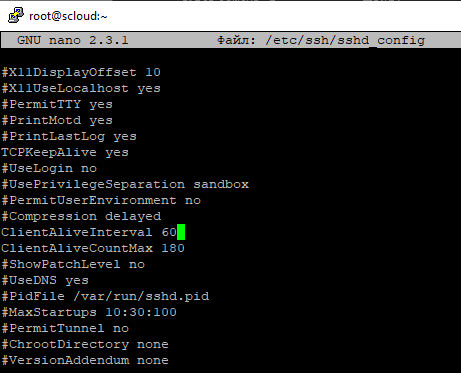 root@scloud:~
GNU nano 2.3.1 Файл: /etc/ssh/sshd_config
#X11DisplayOffset 10
#X11UseLocalhost yes
#PermitTTY yes
#PrintMotd yes
#PrintLastLog yes
TCPKeepAlive yes
#UseLogin no
#UsePrivilegeSeparation sandbox
#PermitUserEnvironment no
#Compression delayed
ClientAliveInterval 60
ClientAliveCountMax 180
#ShowPatchLevel no
#UseDNS yes
#PidFile /var/run/sshd.pid
#MaxStartups 10:30:100
#PermitTunnel no
#ChrootDirectory none
#VersionAddendum none